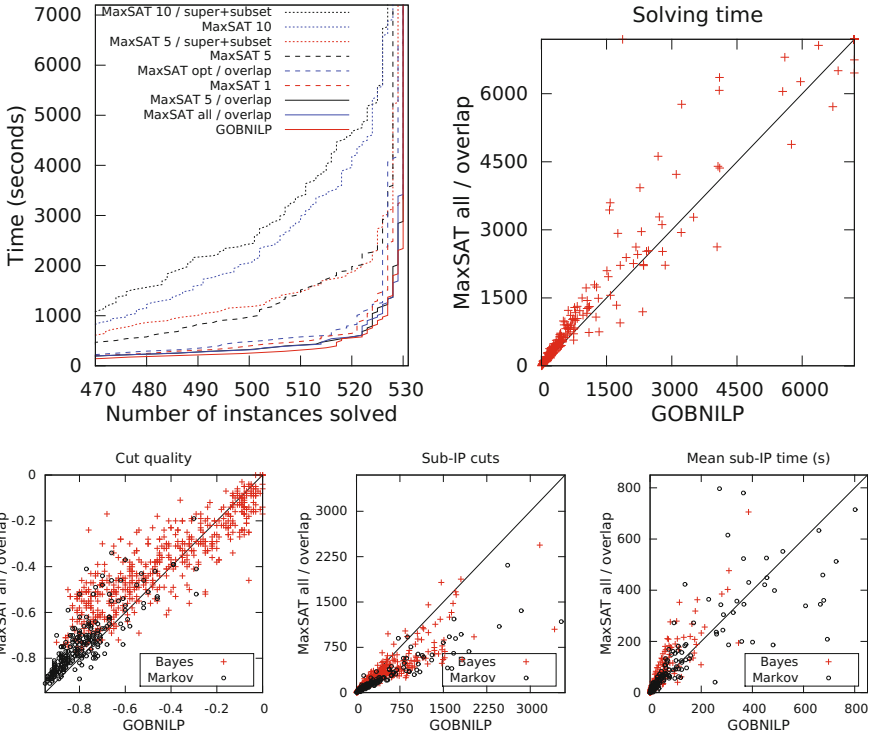 MaxSAT 10 / super+subset
MaxSAT 10
MaxSAT 5 / super+subset
MaxSAT 5
MaxSAT opt / overlap
MaxSAT 1
MaxSAT 5 / overlap
MaxSAT all / overlap
GOBNILP
Time (seconds)
7000
6000
5000
4000
3000
2000
1000
0
470 480 490 500 510 520 530
Number of instances solved
Solving time
MaxSAT all / overlap
6000
4500
3000
1500
0
0 1500 3000 4500 6000
GOBNILP
Cut quality
MaxSAT all / overlap
0
-0.2
-0.4
-0.6
-0.8
Bayes
Markov
-0.8 -0.6 -0.4 -0.2 0
GOBNILP
Sub-IP cuts
MaxSAT all / overlap
3000
2250
1500
750
0
Bayes
Markov
0 750 1500 2250 3000
GOBNILP
Mean sub-IP time (s)
MaxSAT all / overlap
800
600
400
200
0
Bayes
Markov
0 200 400 600 800
GOBNILP